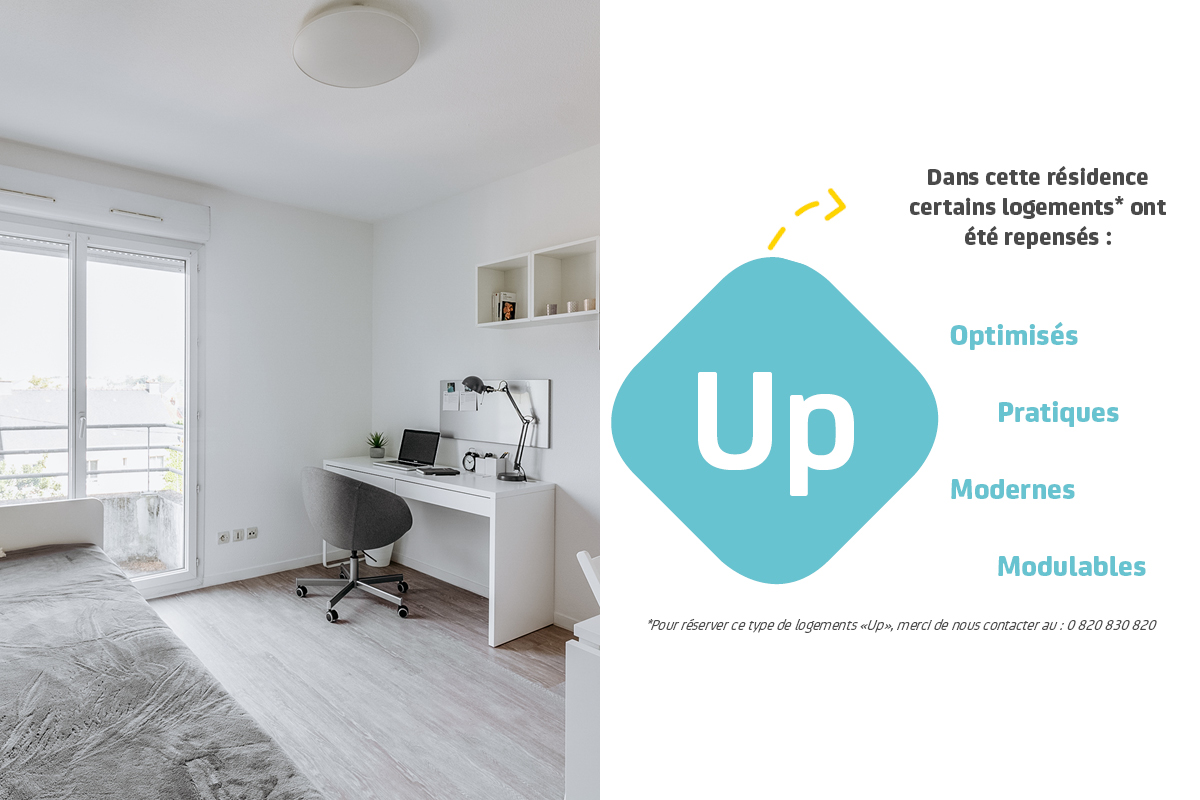 Dans cette résidence
certains logements* ont
été repensés :
Up
Optimisés
Pratiques
Modernes
Modulables
*Pour réserver ce type de logements «Up», merci de nous contacter au : 0 820 830 820